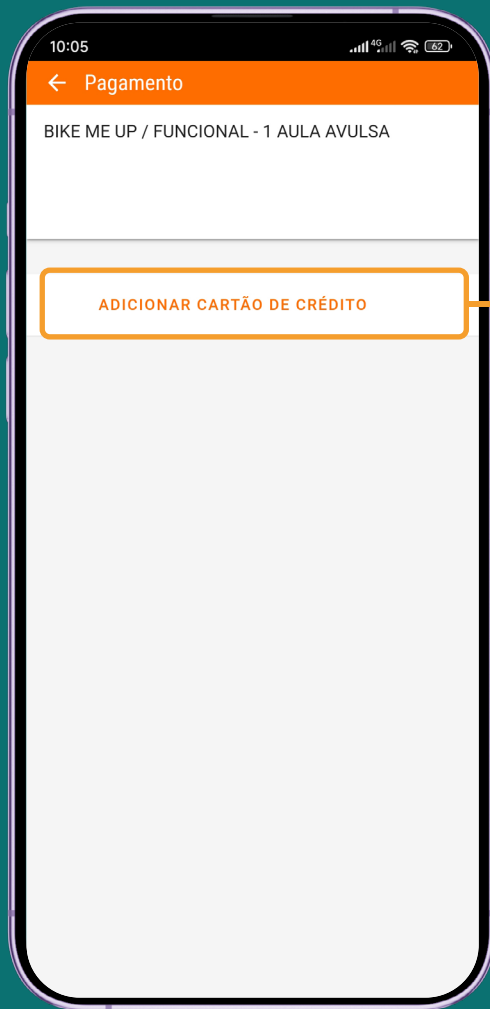 10:05
4G
62
Pagamento
BIKE ME UP / FUNCIONAL - 1 AULA AVULSA
ADICIONAR CARTÃO DE CRÉDITO